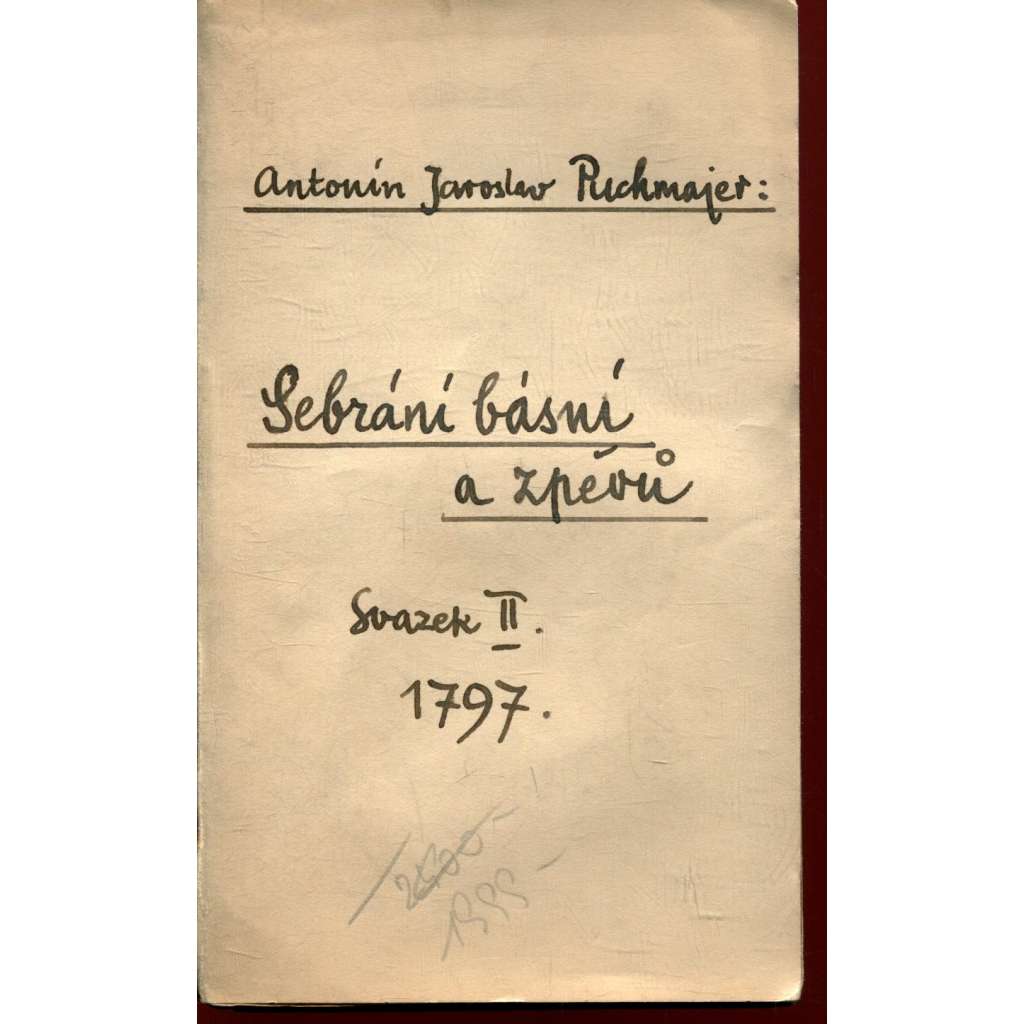 Antonín Jaroslav Puchmajer:
Sebrání básní
a zpěvů
Svazek II.
1797.